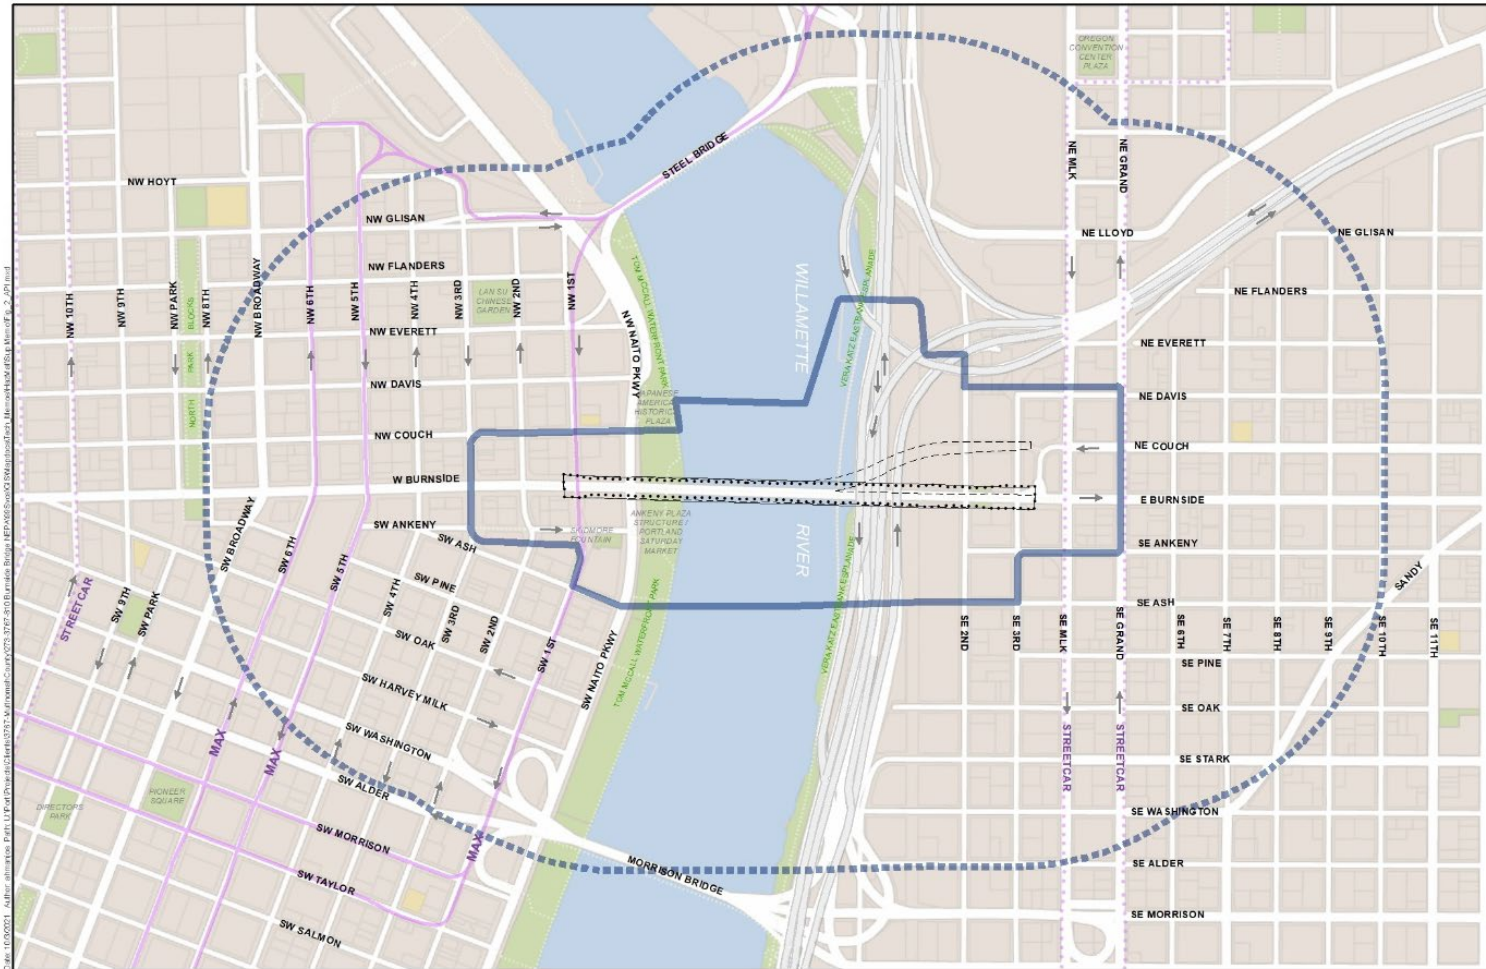 OREGON
CONVENTION
CENTER
PLAZA
STEEL BRIDGE
NE MLK
NE GRAND
NW HOYT
NW GLISAN
NE LLOYD
NE GLISAN
NW FLANDERS
NE FLANDERS
NW 10TH
NW 9TH
NW PARK
NORTH PARK BLOCKS
NW 8TH
NW BROADWAY
NW 6TH
NW 5TH
NW 4TH
NW 3RD
LAN SU
CHINESE
GARDEN
NW 2ND
NW 1ST
NW NAITO PKWY
TOM MCCALL WATERFRONT PARK
WILLAMETTE
VERA KATZ EASTBANK ESPLANADE
NW EVERETT
NE EVERETT
NW DAVIS
NE DAVIS
JAPANESE
AMERICAN
HISTORICAL
PLAZA
NW COUCH
NE COUCH
W BURNSIDE
E BURNSIDE
SW ANKENY
SKIDMORE
FOUNTAIN
ANKENY PLAZA
STRUCTURE /
PORTLAND
SATURDAY
MARKET
RIVER
SE ANKENY
SW BROADWAY
SW 6TH
SW 5TH
SW ASH
SW PINE
SE ASH
SANDY
STREETCAR
SW 9TH
SW PARK
SW 4TH
SW 3RD
SW 2ND
SW OAK
SW 1ST
SW NAITO PKWY
TOM MCCALL WATERFRONT PARK
VERA KATZ EASTBANK ESPLANADE
SE 2ND
SE 3RD
SE MLK
SE GRAND
SE 6TH
SE 7TH
SE 8TH
SE 9TH
SE 10TH
SE 11TH
SE PINE
SW HARVEY MILK
SE OAK
SW WASHINGTON
MAX
MAX
STREETCAR
STREETCAR
SE STARK
SW ALDER
PIONEER
SQUARE
DIRECTORS
PARK
SE WASHINGTON
SW MORRISON
MAX
MORRISON BRIDGE
SE ALDER
SW TAYLOR
SE MORRISON
SW SALMON